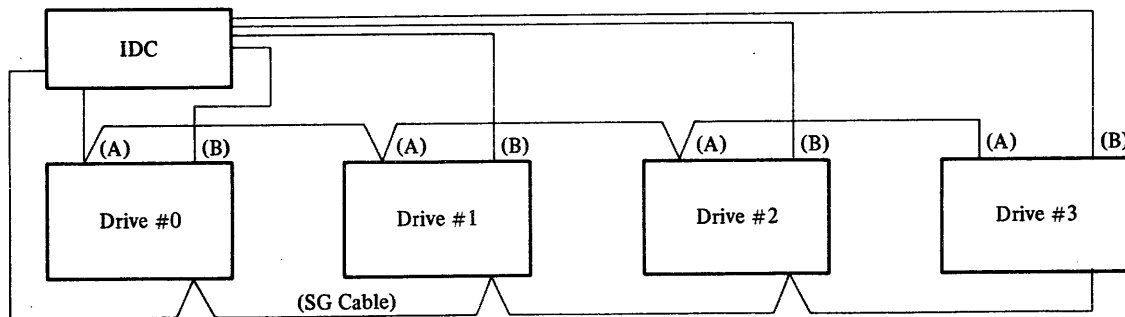 IDC
(A) (B) (A) (B) (A) (B) (A) (B)
Drive #0 Drive #1 Drive #2 Drive #3
(SG Cable)